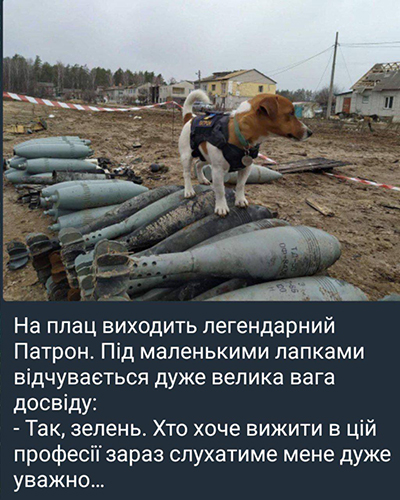 На плац виходить легендарний
Патрон. Під маленькими лапками
відчувається дуже велика вага
досвіду:
- Так, зелень. Хто хоче вижити в цій
професії зараз слухатиме мене дуже
уважно…